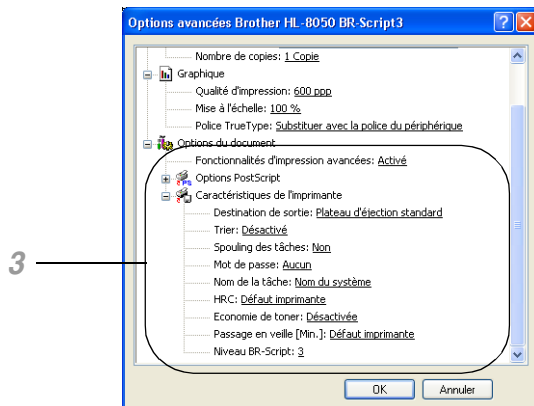 Options avancées Brother HL-8050 BR-Script3
Nombre de copies: 1 Copie
Graphique
Qualité d'impression: 600 ppp
Mise à l'échelle: 100 %
Police TrueType: Substituer avec la police du périphérique
Options du document
Fonctionnalités d'impression avancées: Activé
Options PostScript
Caractéristiques de l'imprimante
Destination de sortie: Plateau d'éjection standard
Trier: Désactivé
Spouling des tâches: Non
Mot de passe: Aucun
Nom de la tâche: Nom du système
HRC: Défaut imprimante
Economie de toner: Désactivée
Passage en veille [Min.]: Défaut imprimante
Niveau BR-Script: 3
3
OK Annuler